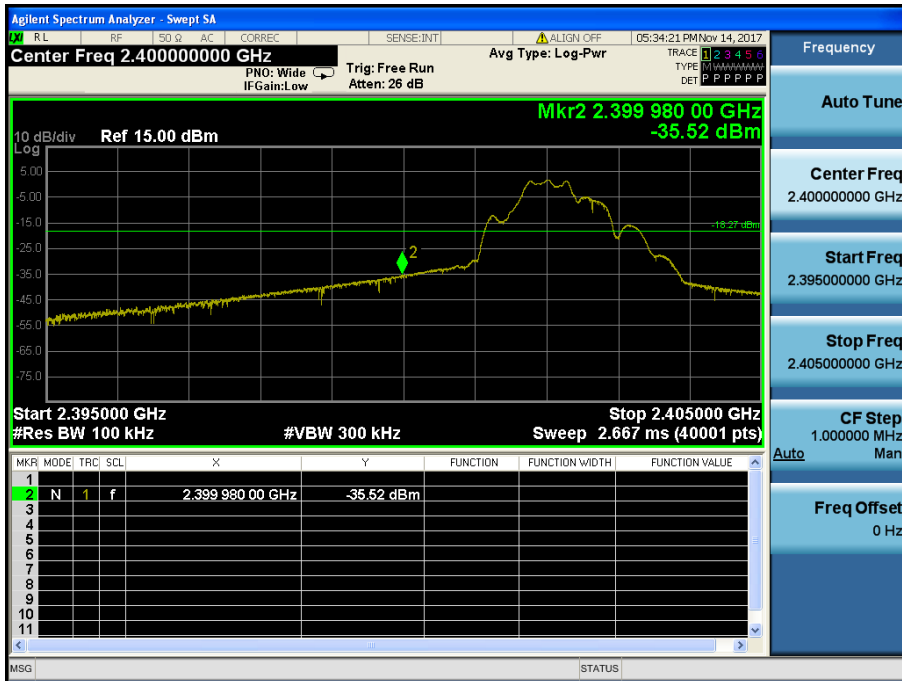 Agilent Spectrum Analyzer - Swept SA
LXI RL RF 50 Ω AC CORREC SENSE:INT ALIGN OFF 05:34:21 PM Nov 14, 2017
Center Freq 2.400000000 GHz
PNO: Wide
IFGain:Low
Trig: Free Run
Atten: 26 dB
Avg Type: Log-Pwr
TRACE 1 2 3 4 5 6
TYPE M
DET P P P P P P
Mkr2 2.399 980 00 GHz
-35.52 dBm
10 dB/div Ref 15.00 dBm
Log
5.00
-5.00
-15.0
-18.27 dBm
-25.0
2
-35.0
-45.0
-55.0
-65.0
-75.0
Start 2.395000 GHz Stop 2.405000 GHz
#Res BW 100 kHz #VBW 300 kHz Sweep 2.667 ms (40001 pts)
MKR MODE TRC SCL X Y FUNCTION FUNCTION WIDTH FUNCTION VALUE
1
2 N 1 f 2.399 980 00 GHz -35.52 dBm
3
4
5
6
7
8
9
10
11
MSG STATUS
Frequency
Auto Tune
Center Freq
2.400000000 GHz
Start Freq
2.395000000 GHz
Stop Freq
2.405000000 GHz
CF Step
1.000000 MHz
Auto Man
Freq Offset
0 Hz